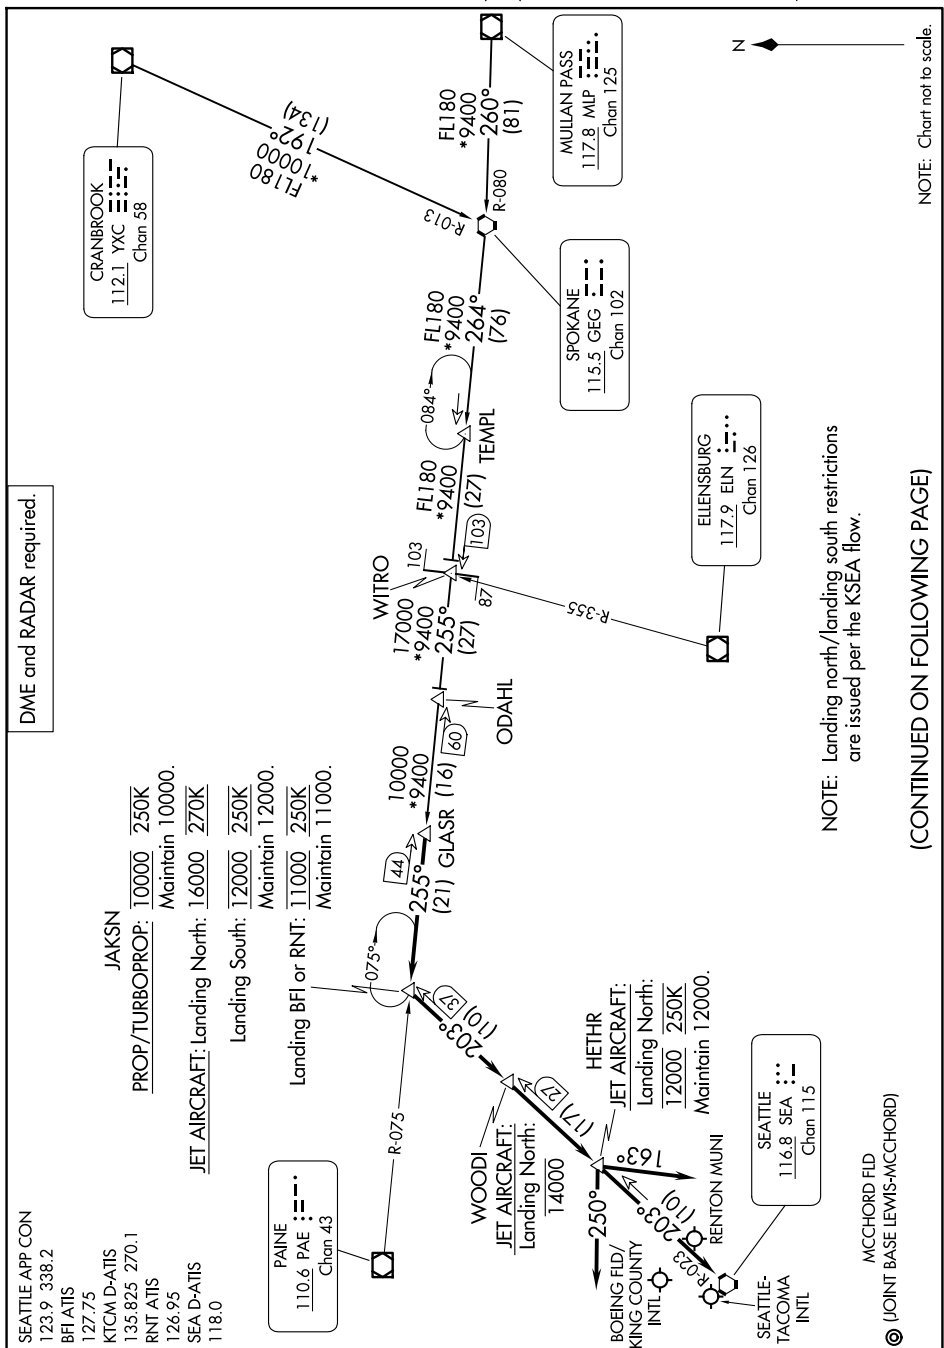 SEATTLE APP CON
123.9 338.2
BFI ATIS
127.75
KTCM D-ATIS
135.825 270.1
RNT ATIS
126.95
SEA D-ATIS
118.0
DME and RADAR required.
JAKSN
PROP/TURBOPROP: 10000 250K
Maintain 10000.
JET AIRCRAFT: Landing North: 16000 270K
Landing South: 12000 250K
Maintain 12000.
Landing BFI or RNT: 11000 250K
Maintain 11000.
CRANBROOK
112.1 YXC
Chan 58
FL180
*10000
192°
(134)
R-013
MULLAN PASS
117.8 MLP
Chan 125
FL180
*9400
260°
(81)
R-080
SPOKANE
115.5 GEG
Chan 102
FL180
*9400
264°
(76)
084°
TEMPL
FL180
*9400
(27)
103
WITRO
103
87
R-355
ELLENSBURG
117.9 ELN
Chan 126
17000
*9400
255°
(27)
ODAHL
60
10000
*9400
(16)
GLASR
44
255°
(21)
075°
PAINE
110.6 PAE
Chan 43
R-075
37
203°
(10)
WOODI
JET AIRCRAFT:
Landing North:
14000
27
(17)
HETHR
JET AIRCRAFT:
Landing North:
12000 250K
Maintain 12000.
250°
163°
203°
(10)
R-023
BOEING FLD/
KING COUNTY
INTL
RENTON MUNI
SEATTLE-
TACOMA
INTL
SEATTLE
116.8 SEA
Chan 115
MCCHORD FLD
(JOINT BASE LEWIS-MCCHORD)
NOTE: Landing north/landing south restrictions
are issued per the KSEA flow.
(CONTINUED ON FOLLOWING PAGE)
N
NOTE: Chart not to scale.